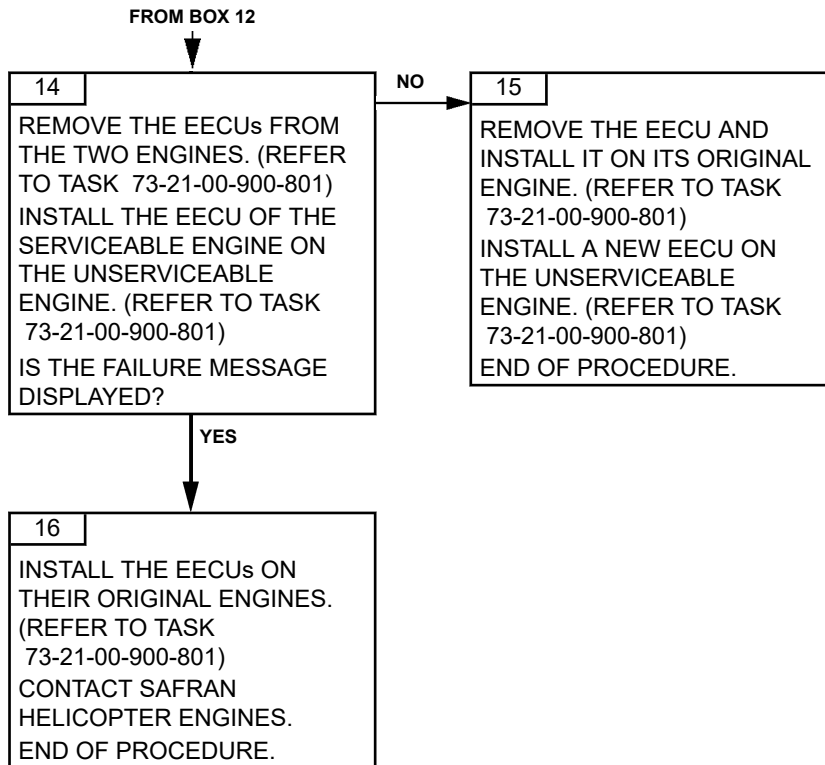 FROM BOX 12
14
REMOVE THE EECUs FROM
THE TWO ENGINES. (REFER
TO TASK 73-21-00-900-801)
INSTALL THE EECU OF THE
SERVICEABLE ENGINE ON
THE UNSERVICEABLE
ENGINE. (REFER TO TASK
73-21-00-900-801)
IS THE FAILURE MESSAGE
DISPLAYED?
NO
15
REMOVE THE EECU AND
INSTALL IT ON ITS ORIGINAL
ENGINE. (REFER TO TASK
73-21-00-900-801)
INSTALL A NEW EECU ON
THE UNSERVICEABLE
ENGINE. (REFER TO TASK
73-21-00-900-801)
END OF PROCEDURE.
YES
16
INSTALL THE EECUs ON
THEIR ORIGINAL ENGINES.
(REFER TO TASK
73-21-00-900-801)
CONTACT SAFRAN
HELICOPTER ENGINES.
END OF PROCEDURE.